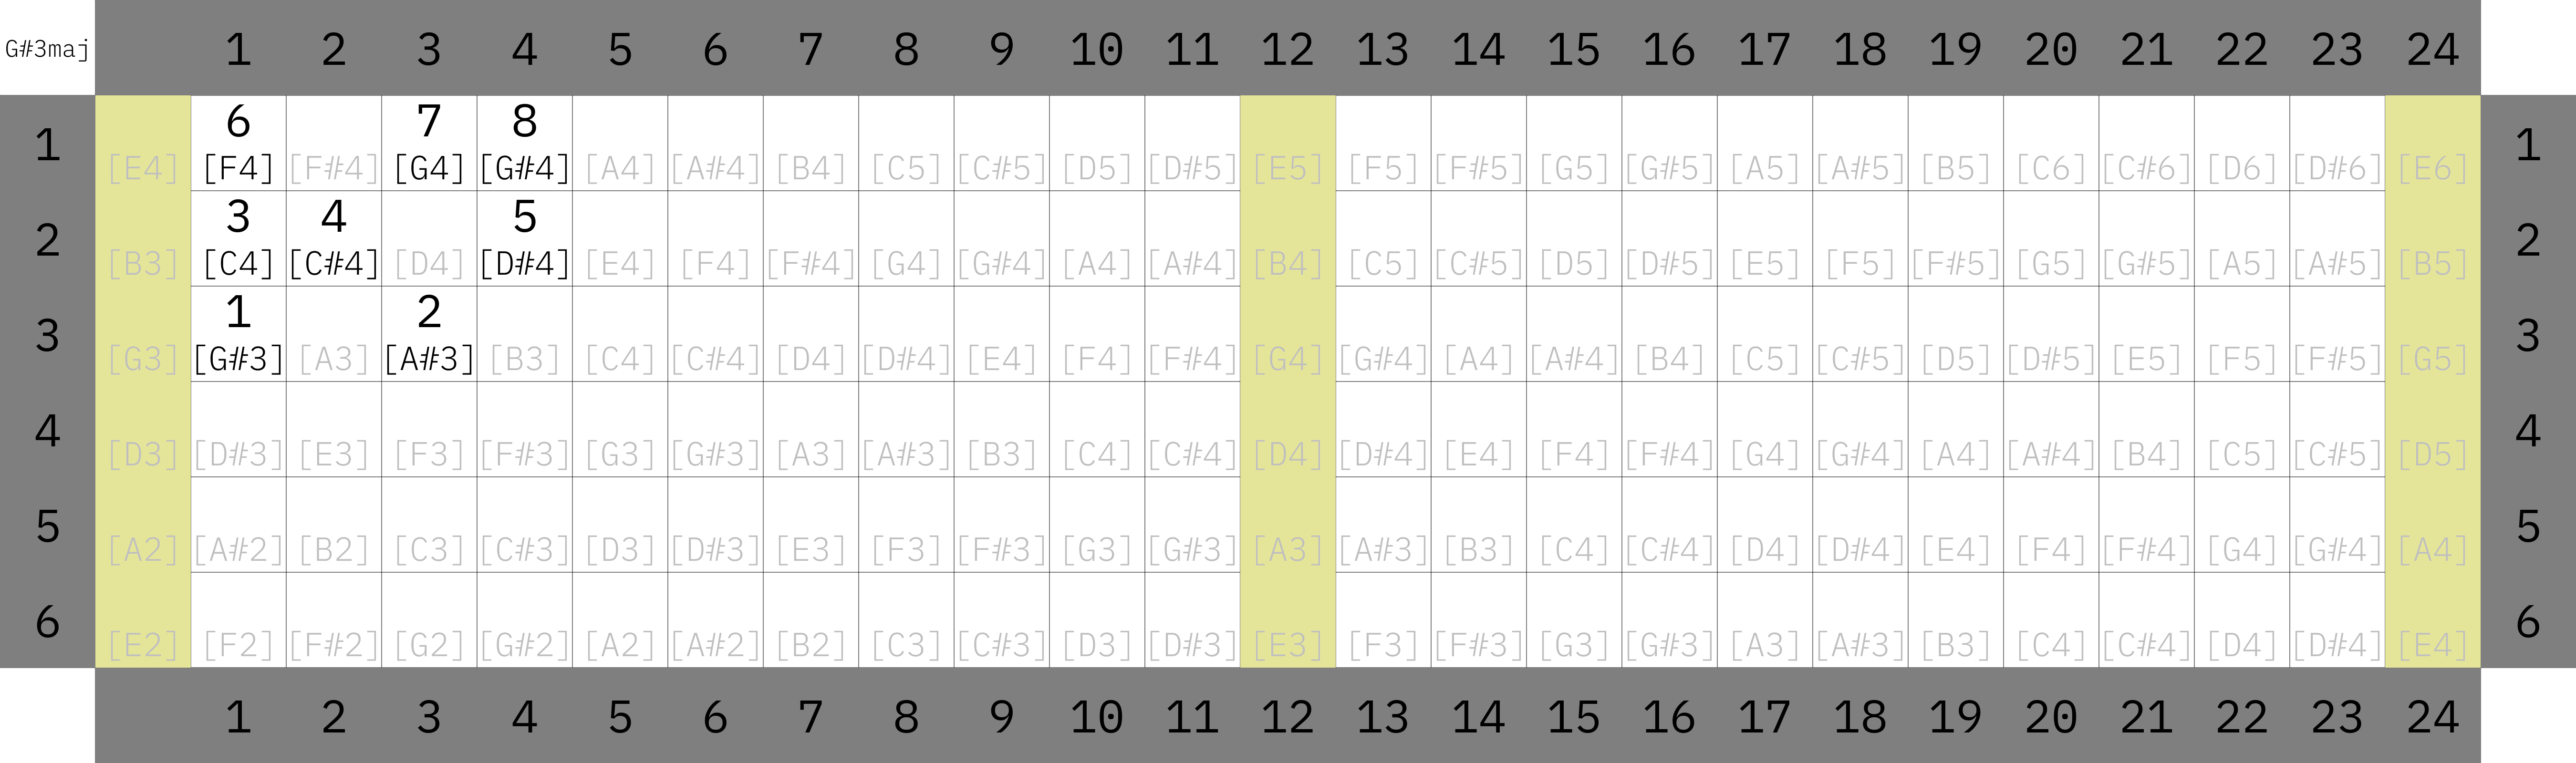 G#3maj 1 2 3 4 5 6 7 8 9 10 11 12 13 14 15 16 17 18 19 20 21 22 23 24
6 7 8
1 [E4] [F4] [F#4] [G4] [G#4] [A4] [A#4] [B4] [C5] [C#5] [D5] [D#5] [E5] [F5] [F#5] [G5] [G#5] [A5] [A#5] [B5] [C6] [C#6] [D6] [D#6] [E6] 1
3 4 5
2 [B3] [C4] [C#4] [D4] [D#4] [E4] [F4] [F#4] [G4] [G#4] [A4] [A#4] [B4] [C5] [C#5] [D5] [D#5] [E5] [F5] [F#5] [G5] [G#5] [A5] [A#5] [B5] 2
1 2
3 [G3] [G#3] [A3] [A#3] [B3] [C4] [C#4] [D4] [D#4] [E4] [F4] [F#4] [G4] [G#4] [A4] [A#4] [B4] [C5] [C#5] [D5] [D#5] [E5] [F5] [F#5] [G5] 3
4 [D3] [D#3] [E3] [F3] [F#3] [G3] [G#3] [A3] [A#3] [B3] [C4] [C#4] [D4] [D#4] [E4] [F4] [F#4] [G4] [G#4] [A4] [A#4] [B4] [C5] [C#5] [D5] 4
5 [A2] [A#2] [B2] [C3] [C#3] [D3] [D#3] [E3] [F3] [F#3] [G3] [G#3] [A3] [A#3] [B3] [C4] [C#4] [D4] [D#4] [E4] [F4] [F#4] [G4] [G#4] [A4] 5
6 [E2] [F2] [F#2] [G2] [G#2] [A2] [A#2] [B2] [C3] [C#3] [D3] [D#3] [E3] [F3] [F#3] [G3] [G#3] [A3] [A#3] [B3] [C4] [C#4] [D4] [D#4] [E4] 6
1 2 3 4 5 6 7 8 9 10 11 12 13 14 15 16 17 18 19 20 21 22 23 24